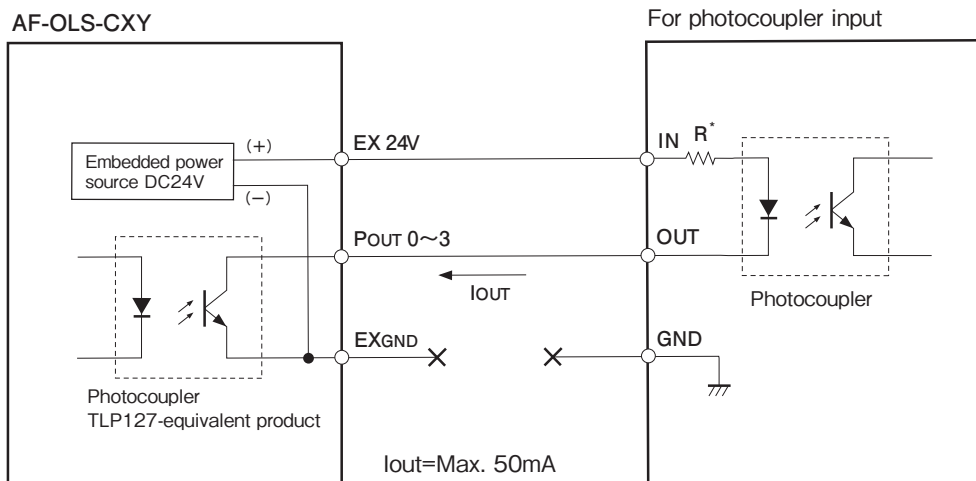 AF-OLS-CXY
For photocoupler input
Embedded power
source DC24V
(+)
(−)
EX 24V
IN
R*
POUT 0~3
OUT
IOUT
Photocoupler
EXGND
GND
Photocoupler
TLP127-equivalent product
Iout=Max. 50mA